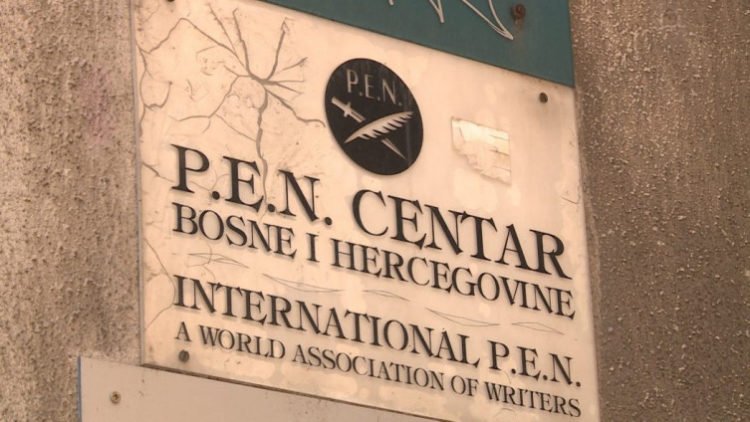 P.E.N.
P.E.N. CENTAR
BOSNE I HERCEGOVINE
INTERNATIONAL P.E.N.
A WORLD ASSOCIATION OF WRITERS